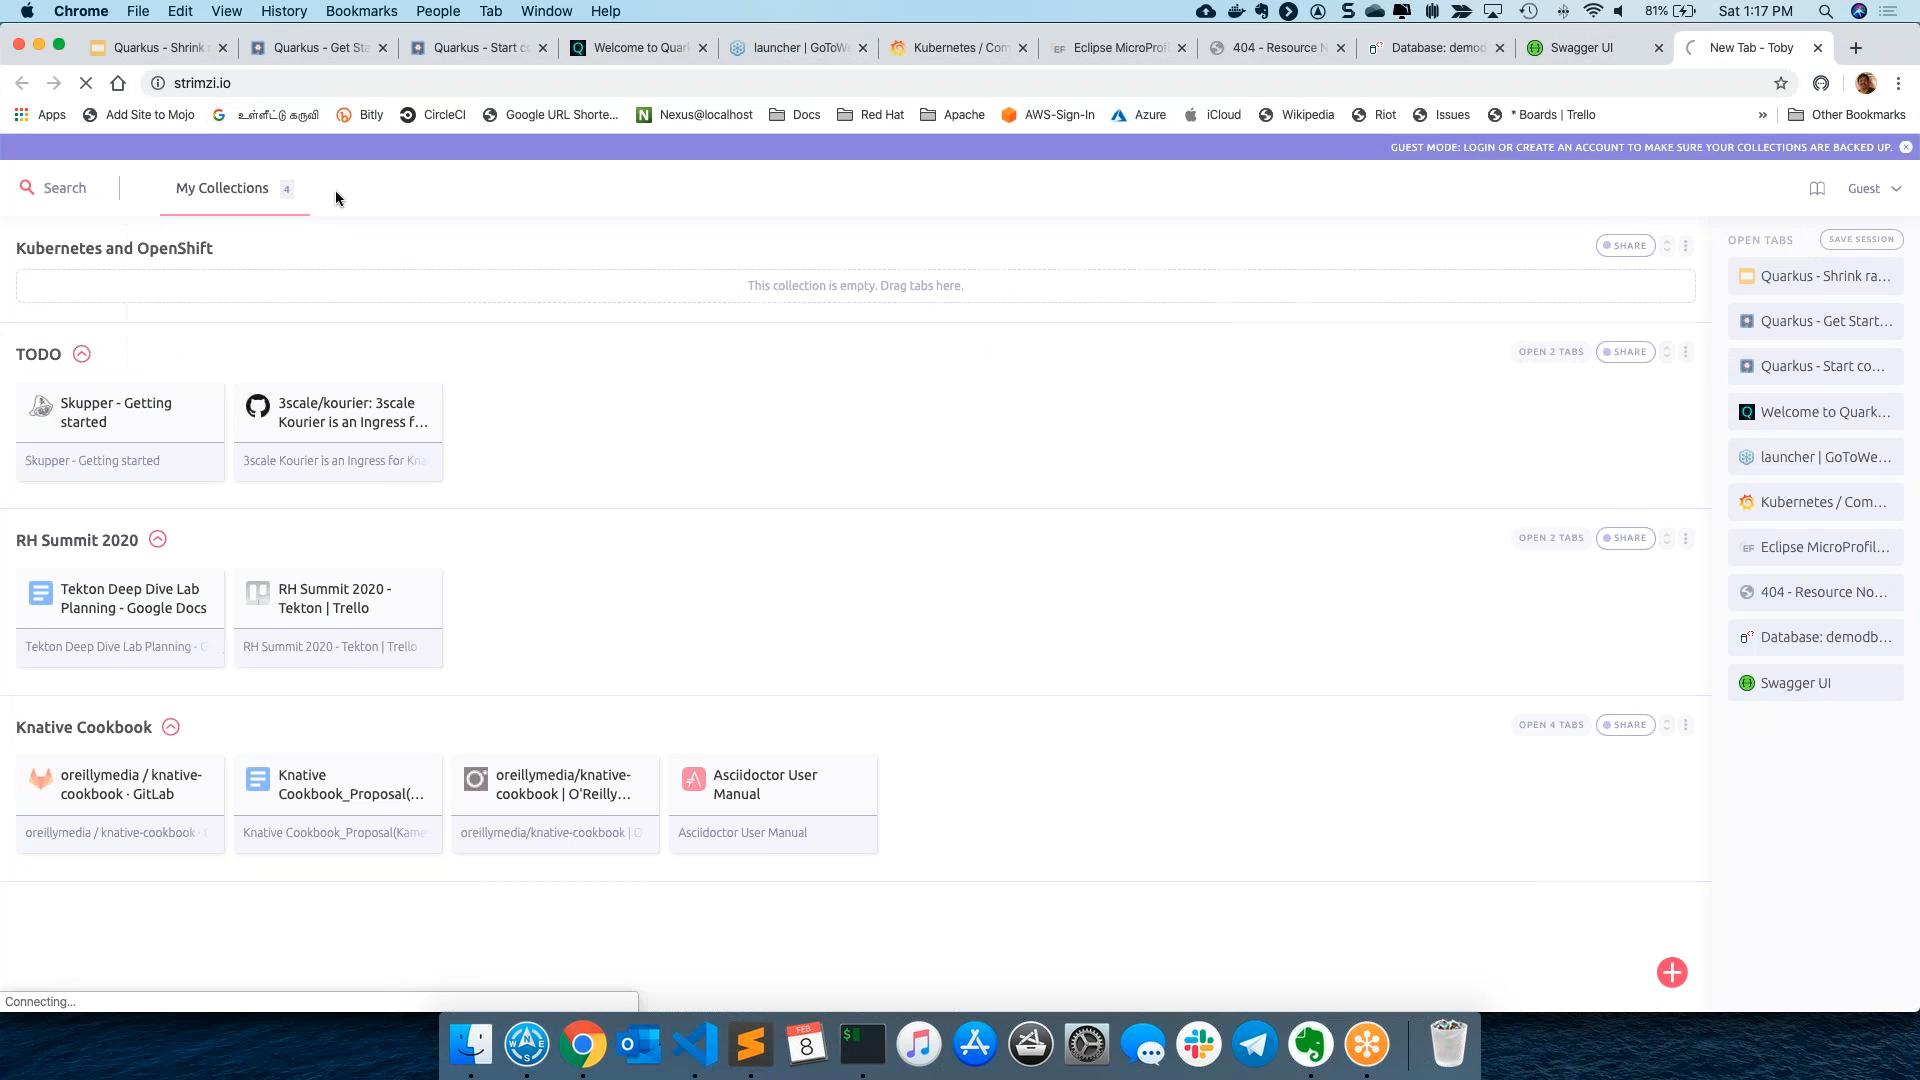 Chrome File Edit View History Bookmarks People Tab Window Help
81% Sat 1:17 PM
Quarkus - Shrink
Quarkus - Get Sta
Quarkus - Start co
Welcome to Quark
launcher | GoToWe
Kubernetes / Com
EF Eclipse MicroProfi
404 - Resource N
Database: demod
Swagger UI
New Tab - Toby
strimzi.io
Apps
Add Site to Mojo
உள்ளீட்டு கருவி
Bitly
CircleCI
Google URL Shorte...
N Nexus@localhost
Docs
Red Hat
Apache
AWS-Sign-In
Azure
iCloud
Wikipedia
Riot
Issues
* Boards | Trello
»
Other Bookmarks
GUEST MODE: LOGIN OR CREATE AN ACCOUNT TO MAKE SURE YOUR COLLECTIONS ARE BACKED UP.
Search
My Collections 4
Guest
Kubernetes and OpenShift
SHARE
This collection is empty. Drag tabs here.
TODO
OPEN 2 TABS SHARE
Skupper - Getting
started
Skupper - Getting started
3scale/kourier: 3scale
Kourier is an Ingress f...
3scale Kourier is an Ingress for Kna
RH Summit 2020
OPEN 2 TABS SHARE
Tekton Deep Dive Lab
Planning - Google Docs
Tekton Deep Dive Lab Planning - G
RH Summit 2020 -
Tekton | Trello
RH Summit 2020 - Tekton | Trello
Knative Cookbook
OPEN 4 TABS SHARE
oreillymedia / knative-
cookbook · GitLab
oreillymedia / knative-cookbook ·
Knative
Cookbook_Proposal(...
Knative Cookbook_Proposal(Kame
oreillymedia/knative-
cookbook | O'Reilly...
oreillymedia/knative-cookbook | O
Asciidoctor User
Manual
Asciidoctor User Manual
OPEN TABS SAVE SESSION
Quarkus - Shrink ra...
Quarkus - Get Start...
Quarkus - Start co...
Welcome to Quark...
launcher | GoToWe...
Kubernetes / Com...
EF Eclipse MicroProfil...
404 - Resource No...
Database: demodb...
Swagger UI
Connecting...
FEB
8